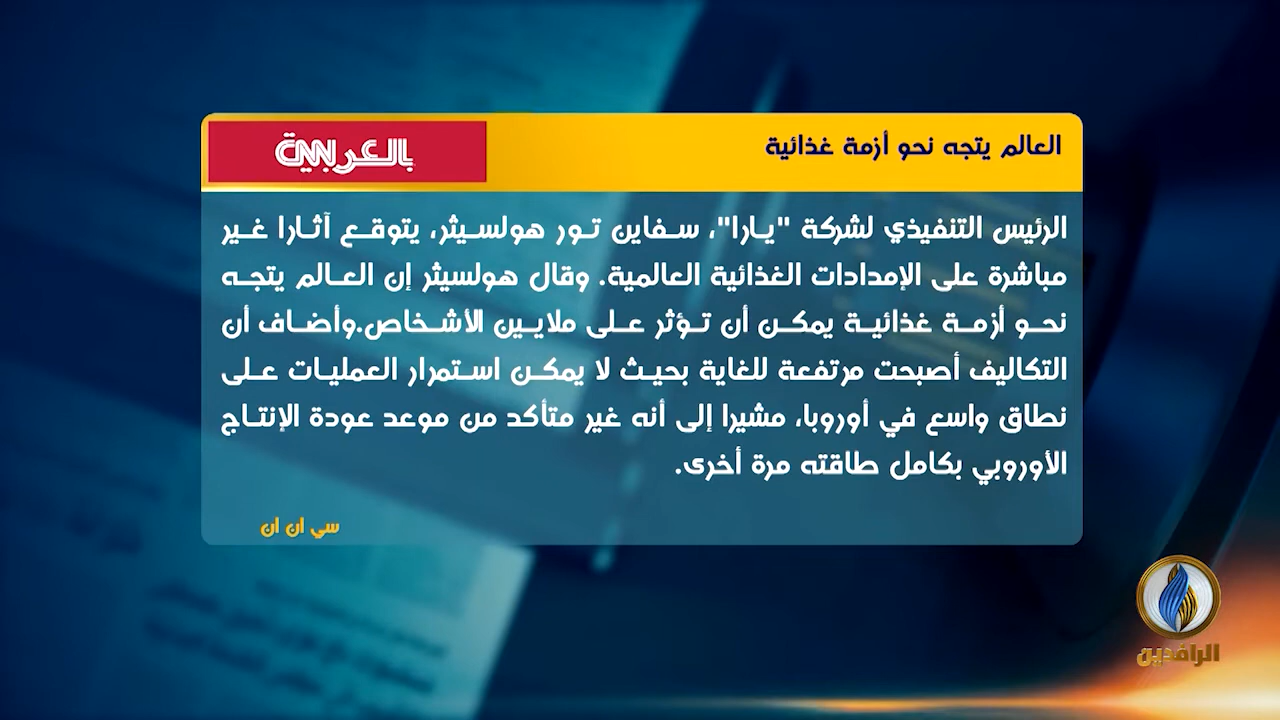 العالم يتجه نحو أزمة غذائية
CNN بالعربية
الرئيس التنفيذي لشركة "يارا"، سفاين تور هولسيثر، يتوقع آثارا غير
مباشرة على الإمدادات الغذائية العالمية. وقال هولسيثر إن العالم يتجه
نحو أزمة غذائية يمكن أن تؤثر على ملايين الأشخاص.وأضاف أن
التكاليف أصبحت مرتفعة للغاية بحيث لا يمكن استمرار العمليات على
نطاق واسع في أوروبا، مشيرا إلى أنه غير متأكد من موعد عودة الإنتاج
الأوروبي بكامل طاقته مرة أخرى.
سي ان ان
الرافدين